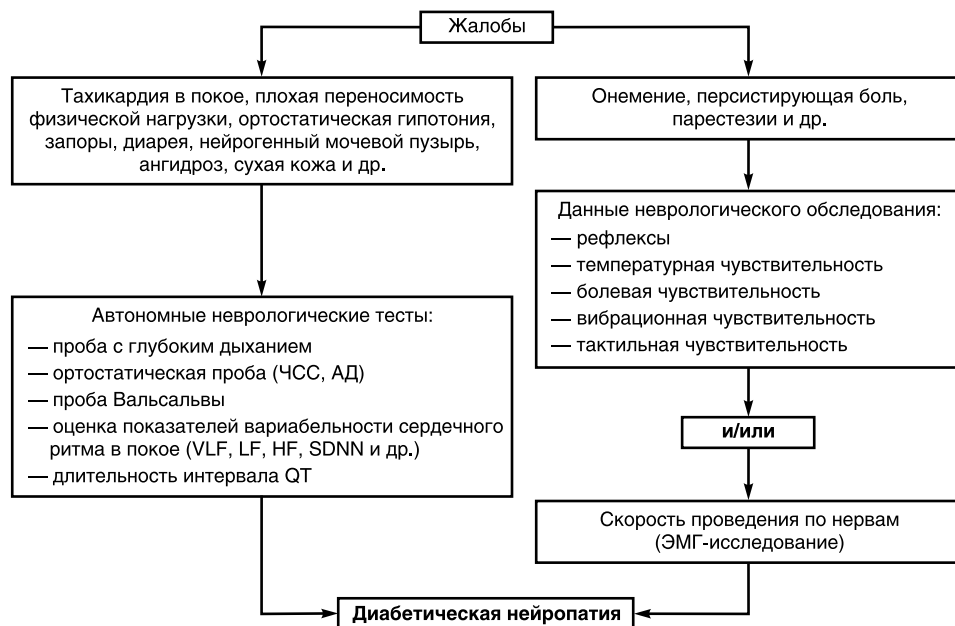 Жалобы
Тахикардия в покое, плохая переносимость
физической нагрузки, ортостатическая гипотония,
запоры, диарея, нейрогенный мочевой пузырь,
ангидроз, сухая кожа и др.
Автономные неврологические тесты:
— проба с глубоким дыханием
— ортостатическая проба (ЧСС, АД)
— проба Вальсальвы
— оценка показателей вариабельности сердечного
ритма в покое (VLF, LF, HF, SDNN и др.)
— длительность интервала QT
Онемение, персистирующая боль,
парестезии и др.
Данные неврологического обследования:
— рефлексы
— температурная чувствительность
— болевая чувствительность
— вибрационная чувствительность
— тактильная чувствительность
и/или
Скорость проведения по нервам
(ЭМГ-исследование)
Диабетическая нейропатия